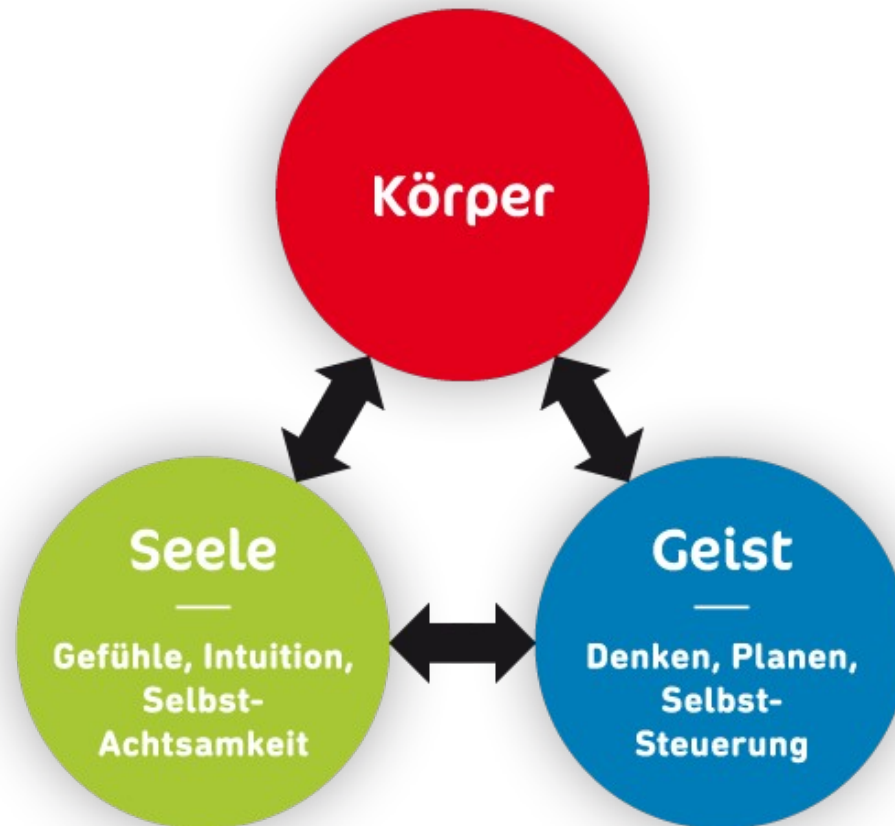 Körper
Seele
Gefühle, Intuition,
Selbst-
Achtsamkeit
Geist
Denken, Planen,
Selbst-
Steuerung